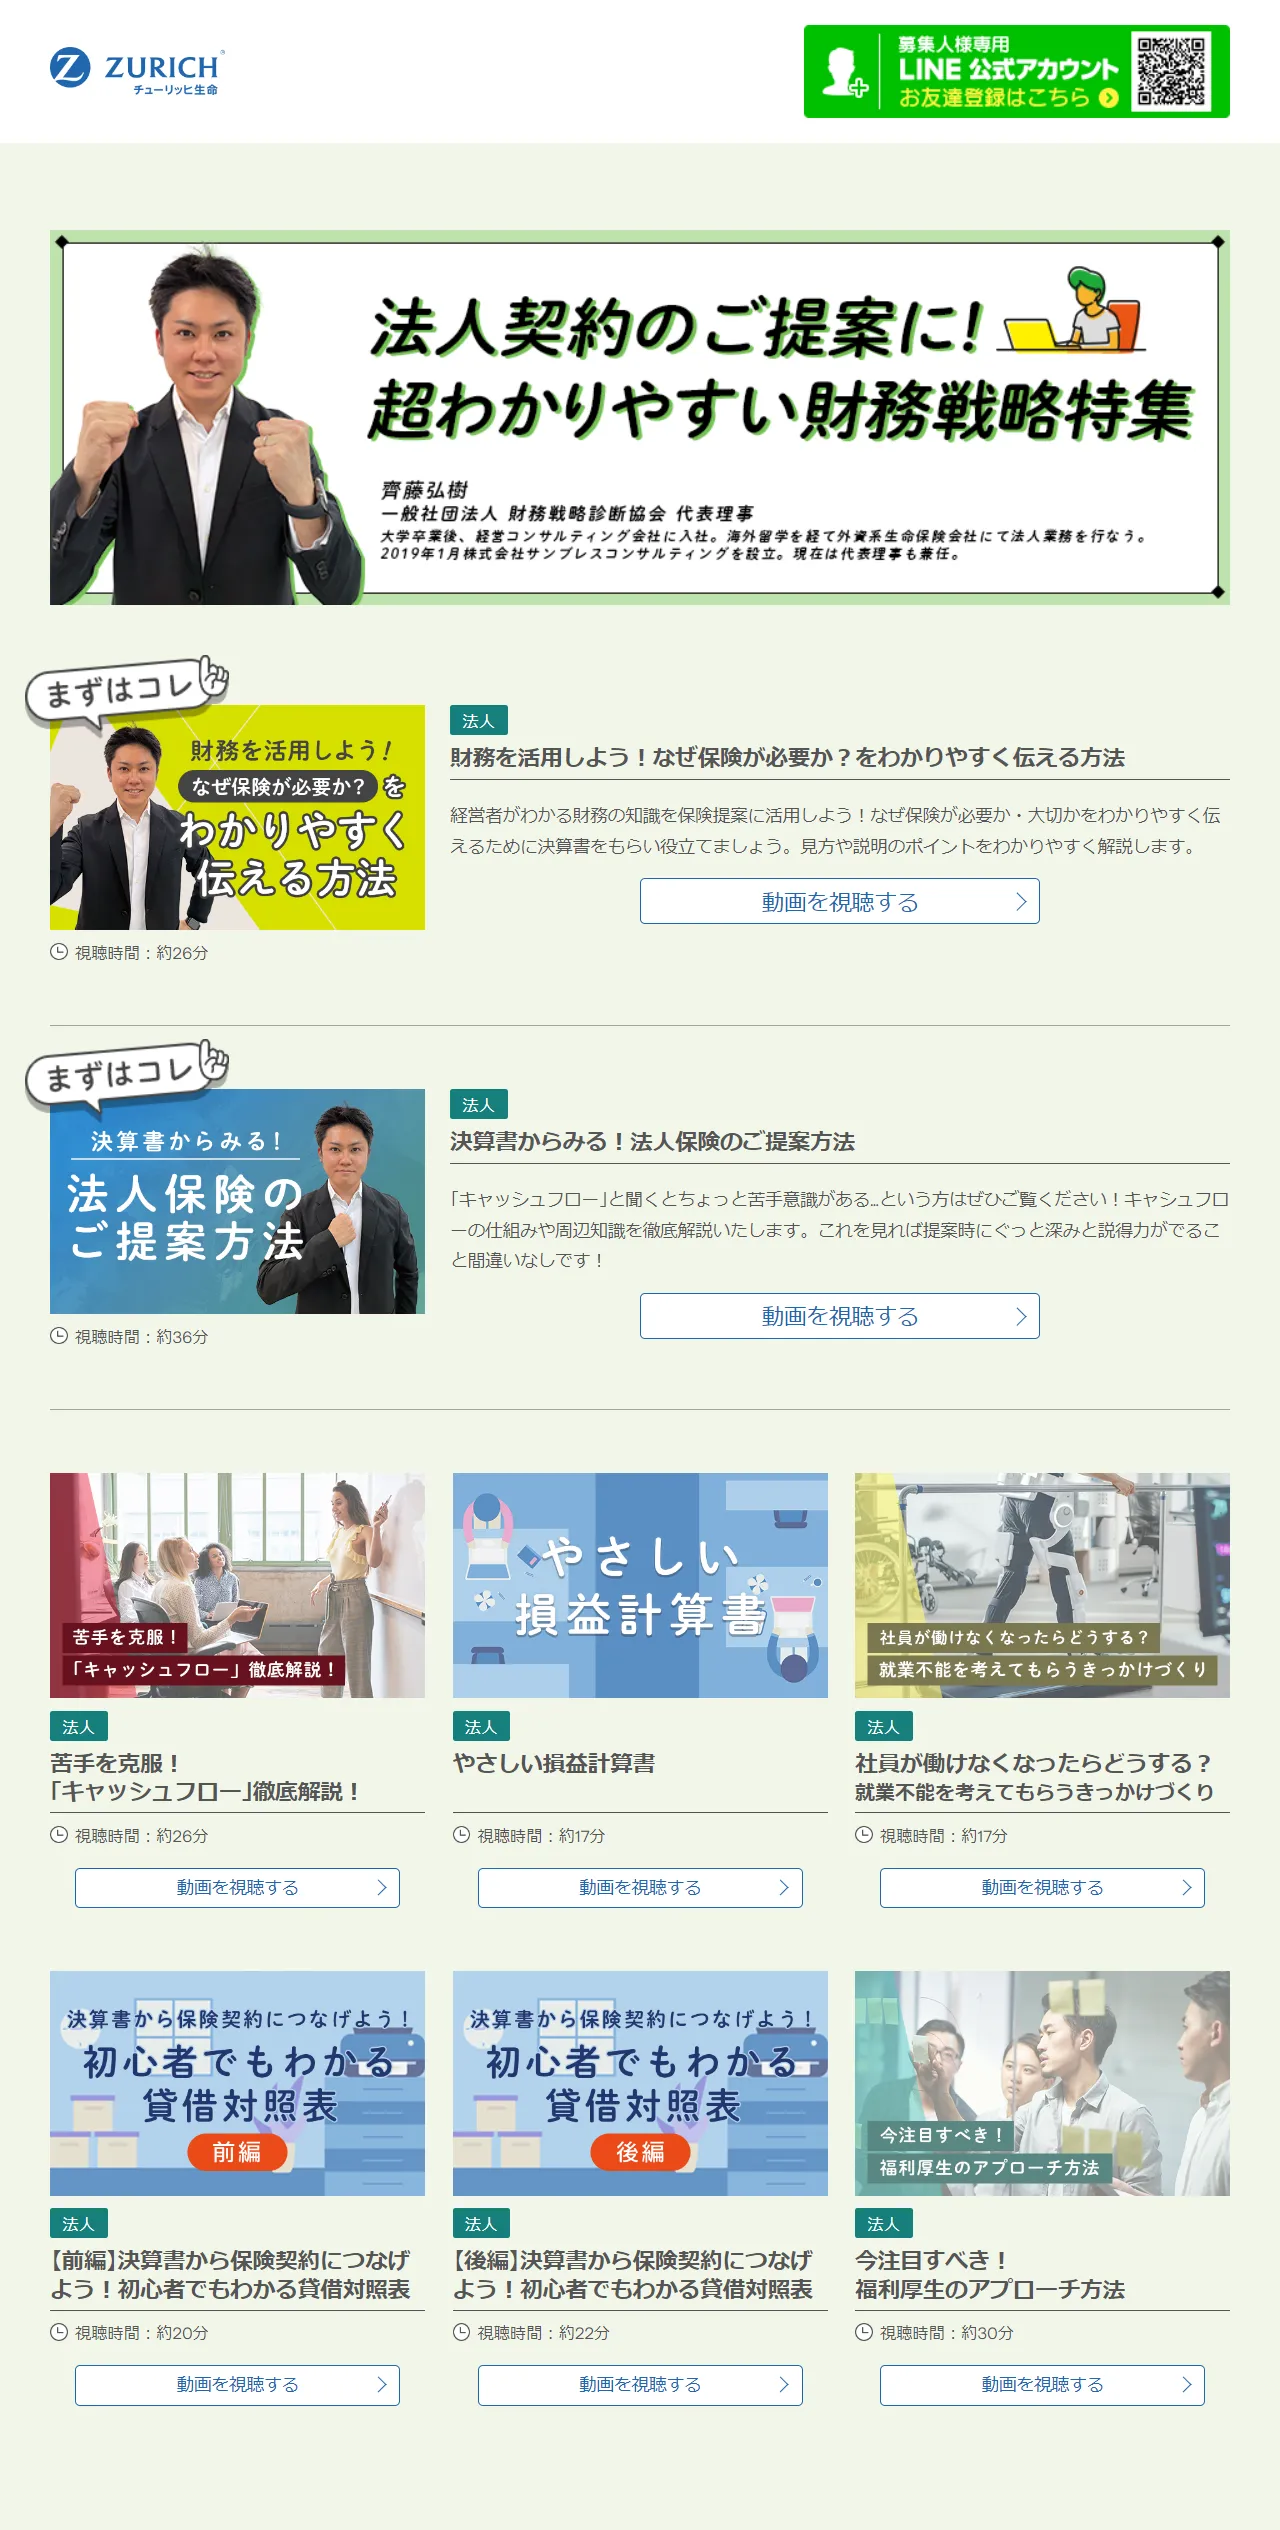 ZURICH
チューリッヒ生命
募集人様専用
LINE 公式アカウント
お友達登録はこちら
法人契約のご提案に!
超わかりやすい財務戦略特集
齊藤弘樹
一般社団法人 財務戦略診断協会 代表理事
大学卒業後、経営コンサルティング会社に入社。海外留学を経て外資系生命保険会社にて法人業務を行なう。
2019年1月株式会社サンブレスコンサルティングを設立。現在は代表理事も兼任。
まずはコレ
財務を活用しよう!
なぜ保険が必要か?を
わかりやすく
伝える方法
視聴時間：約26分
法人
財務を活用しよう！なぜ保険が必要か？をわかりやすく伝える方法
経営者がわかる財務の知識を保険提案に活用しよう！なぜ保険が必要か・大切かをわかりやすく伝
えるために決算書をもらい役立てましょう。見方や説明のポイントをわかりやすく解説します。
動画を視聴する
まずはコレ
決算書からみる!
法人保険の
ご提案方法
視聴時間：約36分
法人
決算書からみる！法人保険のご提案方法
「キャッシュフロー」と聞くとちょっと苦手意識がある…という方はぜひご覧ください！キャシュフロ
ーの仕組みや周辺知識を徹底解説いたします。これを見れば提案時にぐっと深みと説得力がでるこ
と間違いなしです！
動画を視聴する
苦手を克服！
「キャッシュフロー」徹底解説！
法人
苦手を克服！
「キャッシュフロー」徹底解説！
視聴時間：約26分
動画を視聴する
やさしい
損益計算書
法人
やさしい損益計算書
視聴時間：約17分
動画を視聴する
社員が働けなくなったらどうする？
就業不能を考えてもらうきっかけづくり
法人
社員が働けなくなったらどうする？
就業不能を考えてもらうきっかけづくり
視聴時間：約17分
動画を視聴する
決算書から保険契約につなげよう！
初心者でもわかる
貸借対照表
前編
法人
【前編】決算書から保険契約につなげ
よう！初心者でもわかる貸借対照表
視聴時間：約20分
動画を視聴する
決算書から保険契約につなげよう！
初心者でもわかる
貸借対照表
後編
法人
【後編】決算書から保険契約につなげ
よう！初心者でもわかる貸借対照表
視聴時間：約22分
動画を視聴する
今注目すべき！
福利厚生のアプローチ方法
法人
今注目すべき！
福利厚生のアプローチ方法
視聴時間：約30分
動画を視聴する